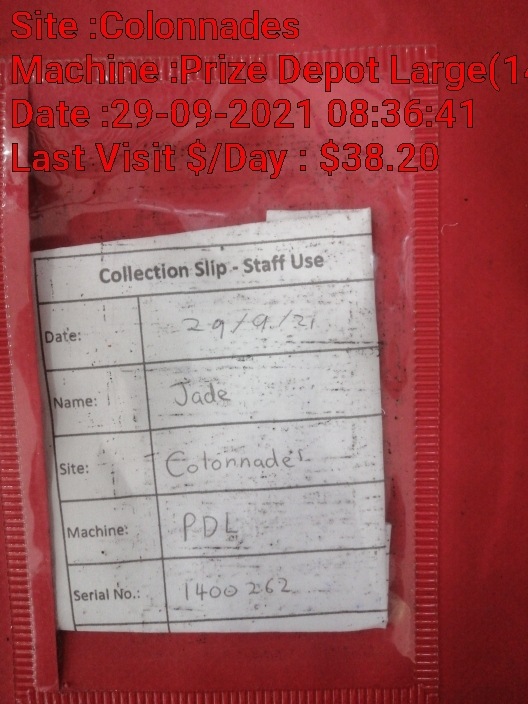 Site :Colonnades
Machine :Prize Depot Large(14
Date :29-09-2021 08:36:41
Last Visit $/Day : $38.20
Collection Slip - Staff Use
Date: 29/9/21
Name: Jade
Site: Colonnades
Machine: PDL
Serial No.: 1400262